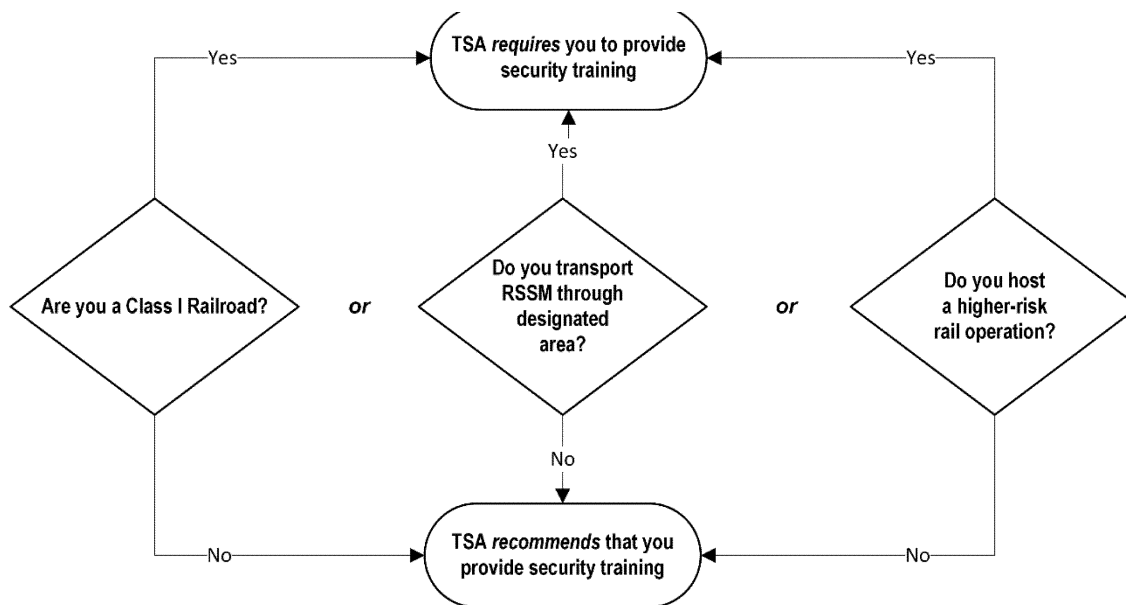 TSA requires you to provide
security training
Yes
Yes
Yes
Are you a Class I Railroad?
or
Do you transport
RSSM through
designated
area?
or
Do you host
a higher-risk
rail operation?
No
TSA recommends that you
provide security training
No
No